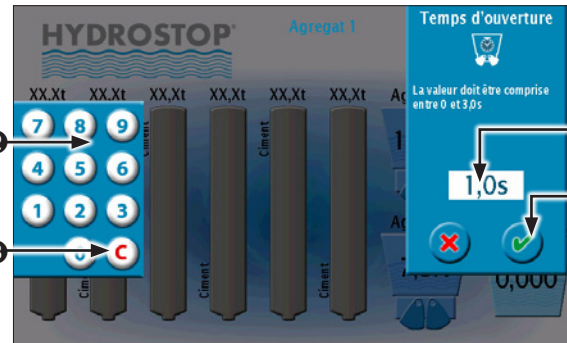 HYDROSTOP®
Agregat 1
Temps d'ouverture
La valeur doit être comprise
entre 0 et 3,0s
XX.Xt XX.Xt XX,Xt XX,Xt XX,Xt XX,Xt
7 8 9
4 5 6
1 2 3
C
1,0s
Ciment
Ciment
Ciment
Ciment
Ciment
0,000